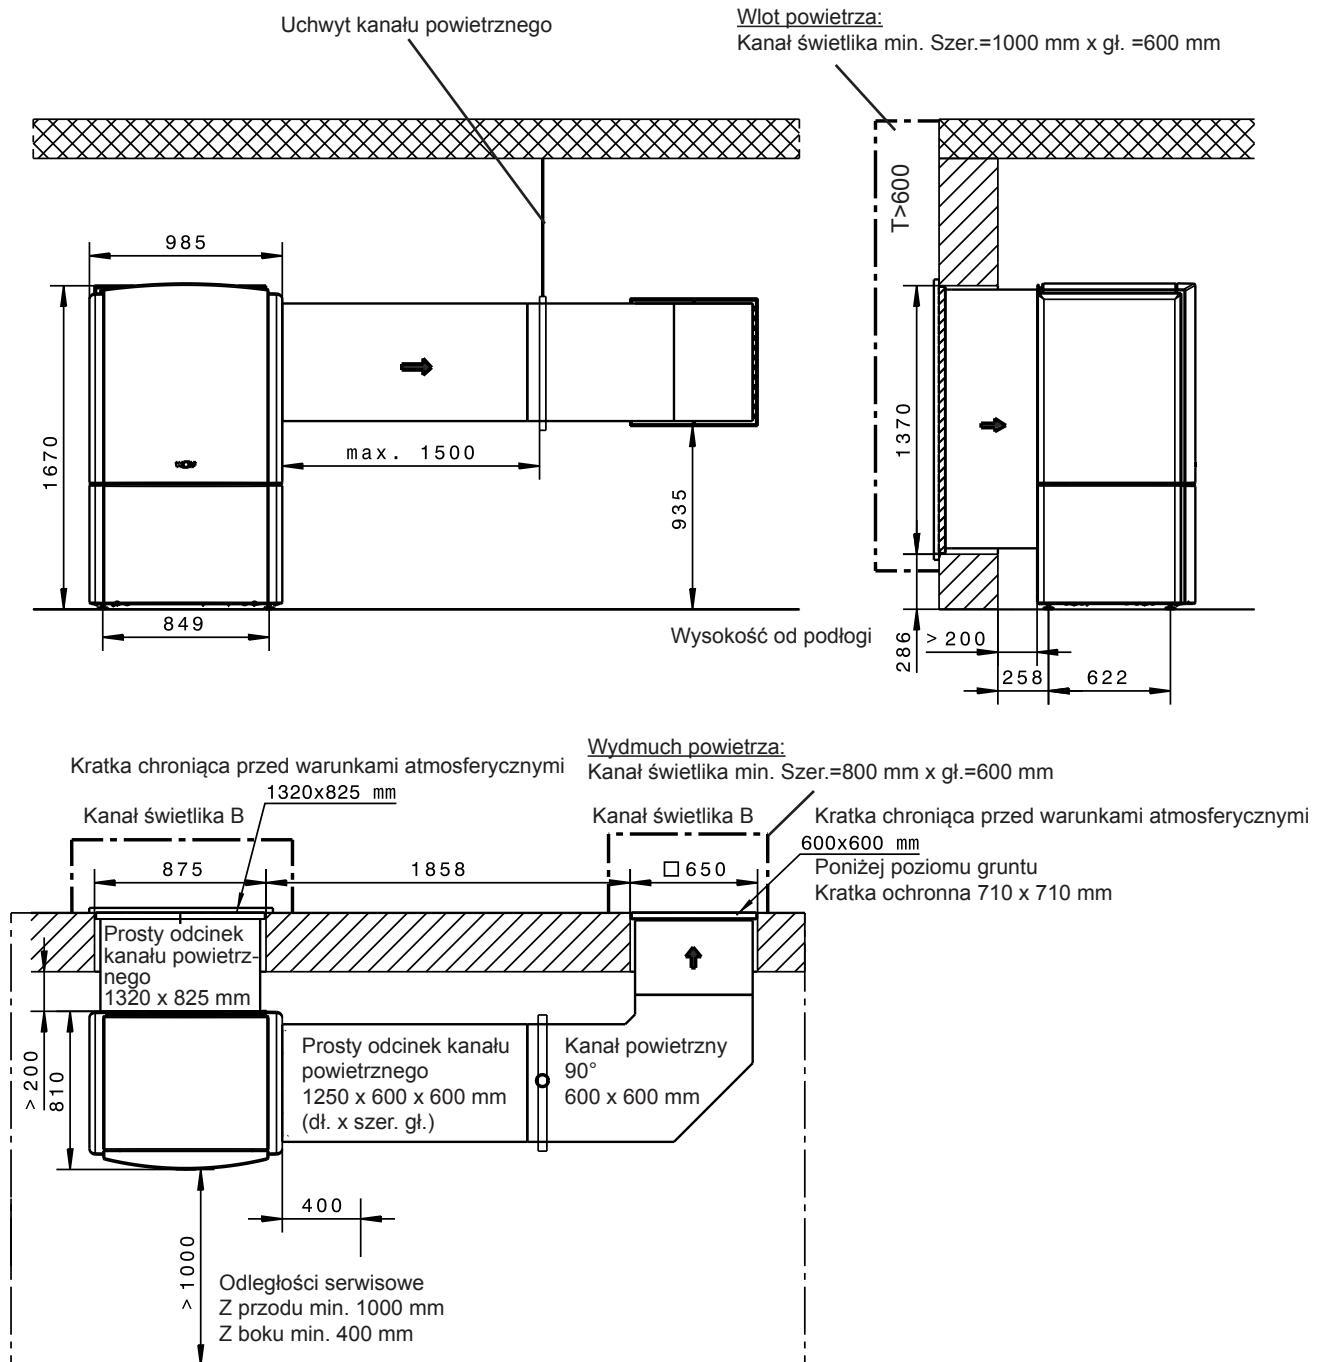 Uchwyt kanału powietrznego
Wlot powietrza:
Kanał świetlika min. Szer.=1000 mm x gł. =600 mm
T>600
985
1670
max. 1500
935
849
Wysokość od podłogi
1370
286
> 200
258
622
Kratka chroniąca przed warunkami atmosferycznymi
1320x825 mm
Kanał świetlika B
Wydmuch powietrza:
Kanał świetlika min. Szer.=800 mm x gł.=600 mm
Kanał świetlika B
Kratka chroniąca przed warunkami atmosferycznymi
600x600 mm
Poniżej poziomu gruntu
Kratka ochronna 710 x 710 mm
875
1858
□ 650
Prosty odcinek
kanału powietrz-
nego
1320 x 825 mm
> 200
810
Prosty odcinek kanału
powietrznego
1250 x 600 x 600 mm
(dł. x szer. gł.)
Kanał powietrzny
90°
600 x 600 mm
400
> 1000
Odległości serwisowe
Z przodu min. 1000 mm
Z boku min. 400 mm